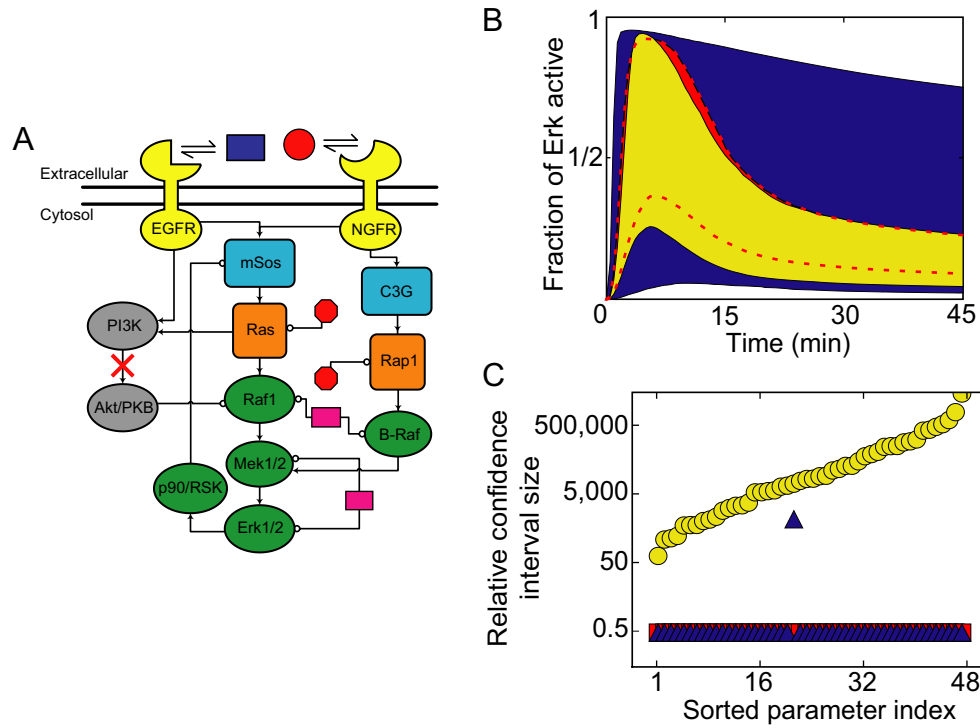 A
Extracellular
Cytosol
EGFR
NGFR
mSos
C3G
PI3K
Ras
Rap1
Akt/PKB
Raf1
B-Raf
Mek1/2
p90/RSK
Erk1/2
B
Fraction of Erk active
1
1/2
0
15
30
45
Time (min)
C
Relative confidence
interval size
500,000
5,000
50
0.5
1
16
32
48
Sorted parameter index